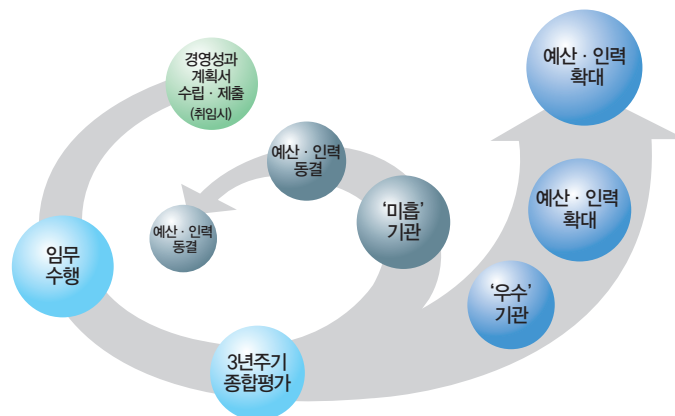 경영성과
계획서
수립 · 제출
(취임시)
임무
수행
3년주기
종합평가
‘미흡’
기관
예산 · 인력
동결
예산 · 인력
동결
‘우수’
기관
예산 · 인력
확대
예산 · 인력
확대